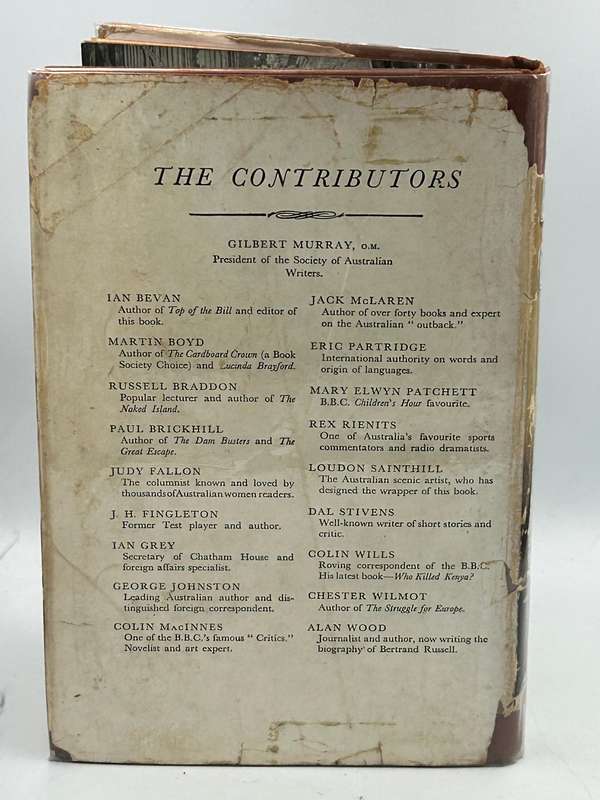 THE CONTRIBUTORS
GILBERT MURRAY, O.M.
President of the Society of Australian
Writers.
IAN BEVAN
Author of Top of the Bill and editor of
this book.
MARTIN BOYD
Author of The Cardboard Crown (a Book
Society Choice) and Lucinda Brayford.
RUSSELL BRADDON
Popular lecturer and author of The
Naked Island.
PAUL BRICKHILL
Author of The Dam Busters and The
Great Escape.
JUDY FALLON
The columnist known and loved by
thousands of Australian women readers.
J. H. FINGLETON
Former Test player and author.
IAN GREY
Secretary of Chatham House and
foreign affairs specialist.
GEORGE JOHNSTON
Leading Australian author and dis-
tinguished foreign correspondent.
COLIN MacINNES
One of the B.B.C.'s famous " Critics."
Novelist and art expert.
JACK McLAREN
Author of over forty books and expert
on the Australian " outback."
ERIC PARTRIDGE
International authority on words and
origin of languages.
MARY ELWYN PATCHETT
B.B.C. Children's Hour favourite.
REX RIENITS
One of Australia's favourite sports
commentators and radio dramatists.
LOUDON SAINTHILL
The Australian scenic artist, who has
designed the wrapper of this book.
DAL STIVENS
Well-known writer of short stories and
critic.
COLIN WILLS
Roving correspondent of the B.B.C.
His latest book—Who Killed Kenya?
CHESTER WILMOT
Author of The Struggle for Europe.
ALAN WOOD
Journalist and author, now writing the
biography of Bertrand Russell.